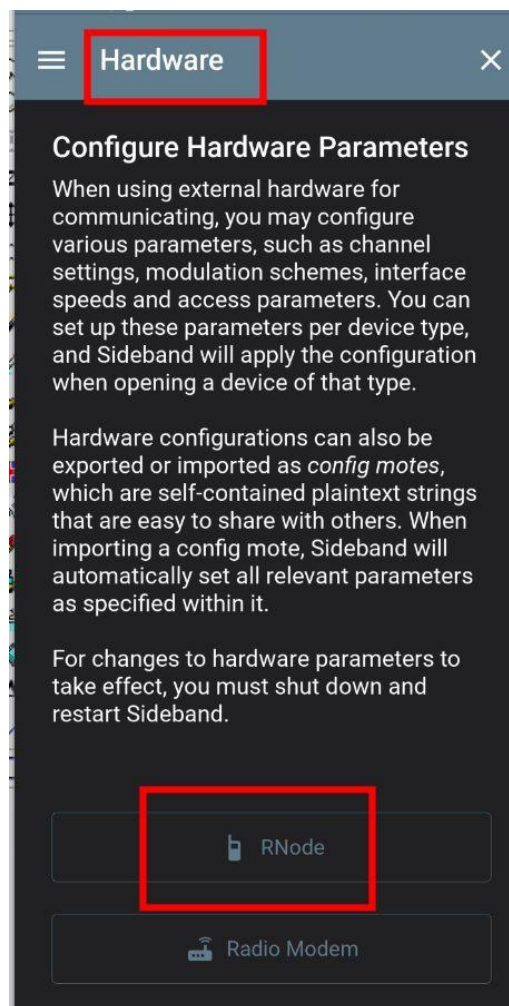 Hardware
Configure Hardware Parameters
When using external hardware for
communicating, you may configure
various parameters, such as channel
settings, modulation schemes, interface
speeds and access parameters. You can
set up these parameters per device type,
and Sideband will apply the configuration
when opening a device of that type.
Hardware configurations can also be
exported or imported as config motes,
which are self-contained plaintext strings
that are easy to share with others. When
importing a config mote, Sideband will
automatically set all relevant parameters
as specified within it.
For changes to hardware parameters to
take effect, you must shut down and
restart Sideband.
RNode
Radio Modem